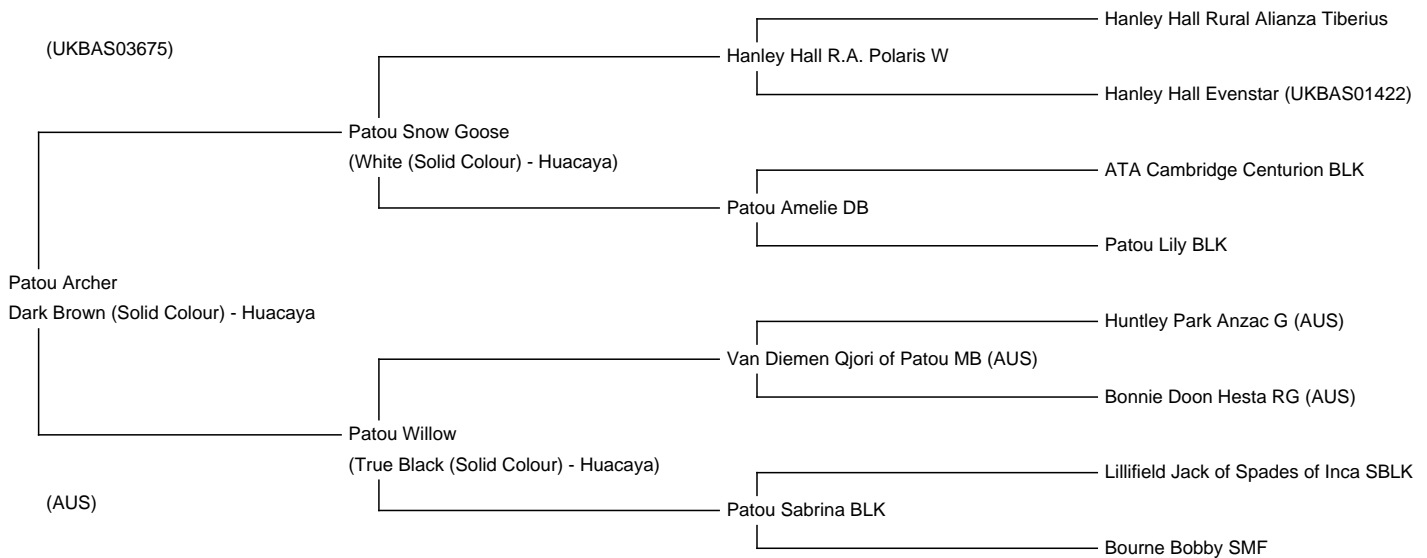 Hanley Hall Rural Alianza Tiberius
(UKBAS03675)
Hanley Hall R.A. Polaris W
Hanley Hall Evenstar (UKBAS01422)
Patou Snow Goose
(White (Solid Colour) - Huacaya)
ATA Cambridge Centurion BLK
Patou Amelie DB
Patou Lily BLK
Patou Archer
Dark Brown (Solid Colour) - Huacaya
Huntley Park Anzac G (AUS)
Van Diemen Qjori of Patou MB (AUS)
Bonnie Doon Hesta RG (AUS)
Patou Willow
(True Black (Solid Colour) - Huacaya)
Lillifield Jack of Spades of Inca SBLK
(AUS)
Patou Sabrina BLK
Bourne Bobby SMF